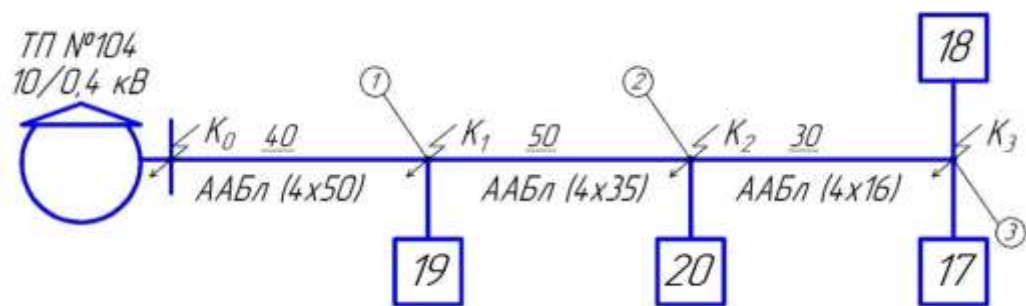 18
ТП №104
10/0,4 кВ
1
2
K₀
40
K₁
50
K₂
30
K₃
ААБл (4х50)
ААБл (4х35)
ААБл (4х16)
3
19
20
17